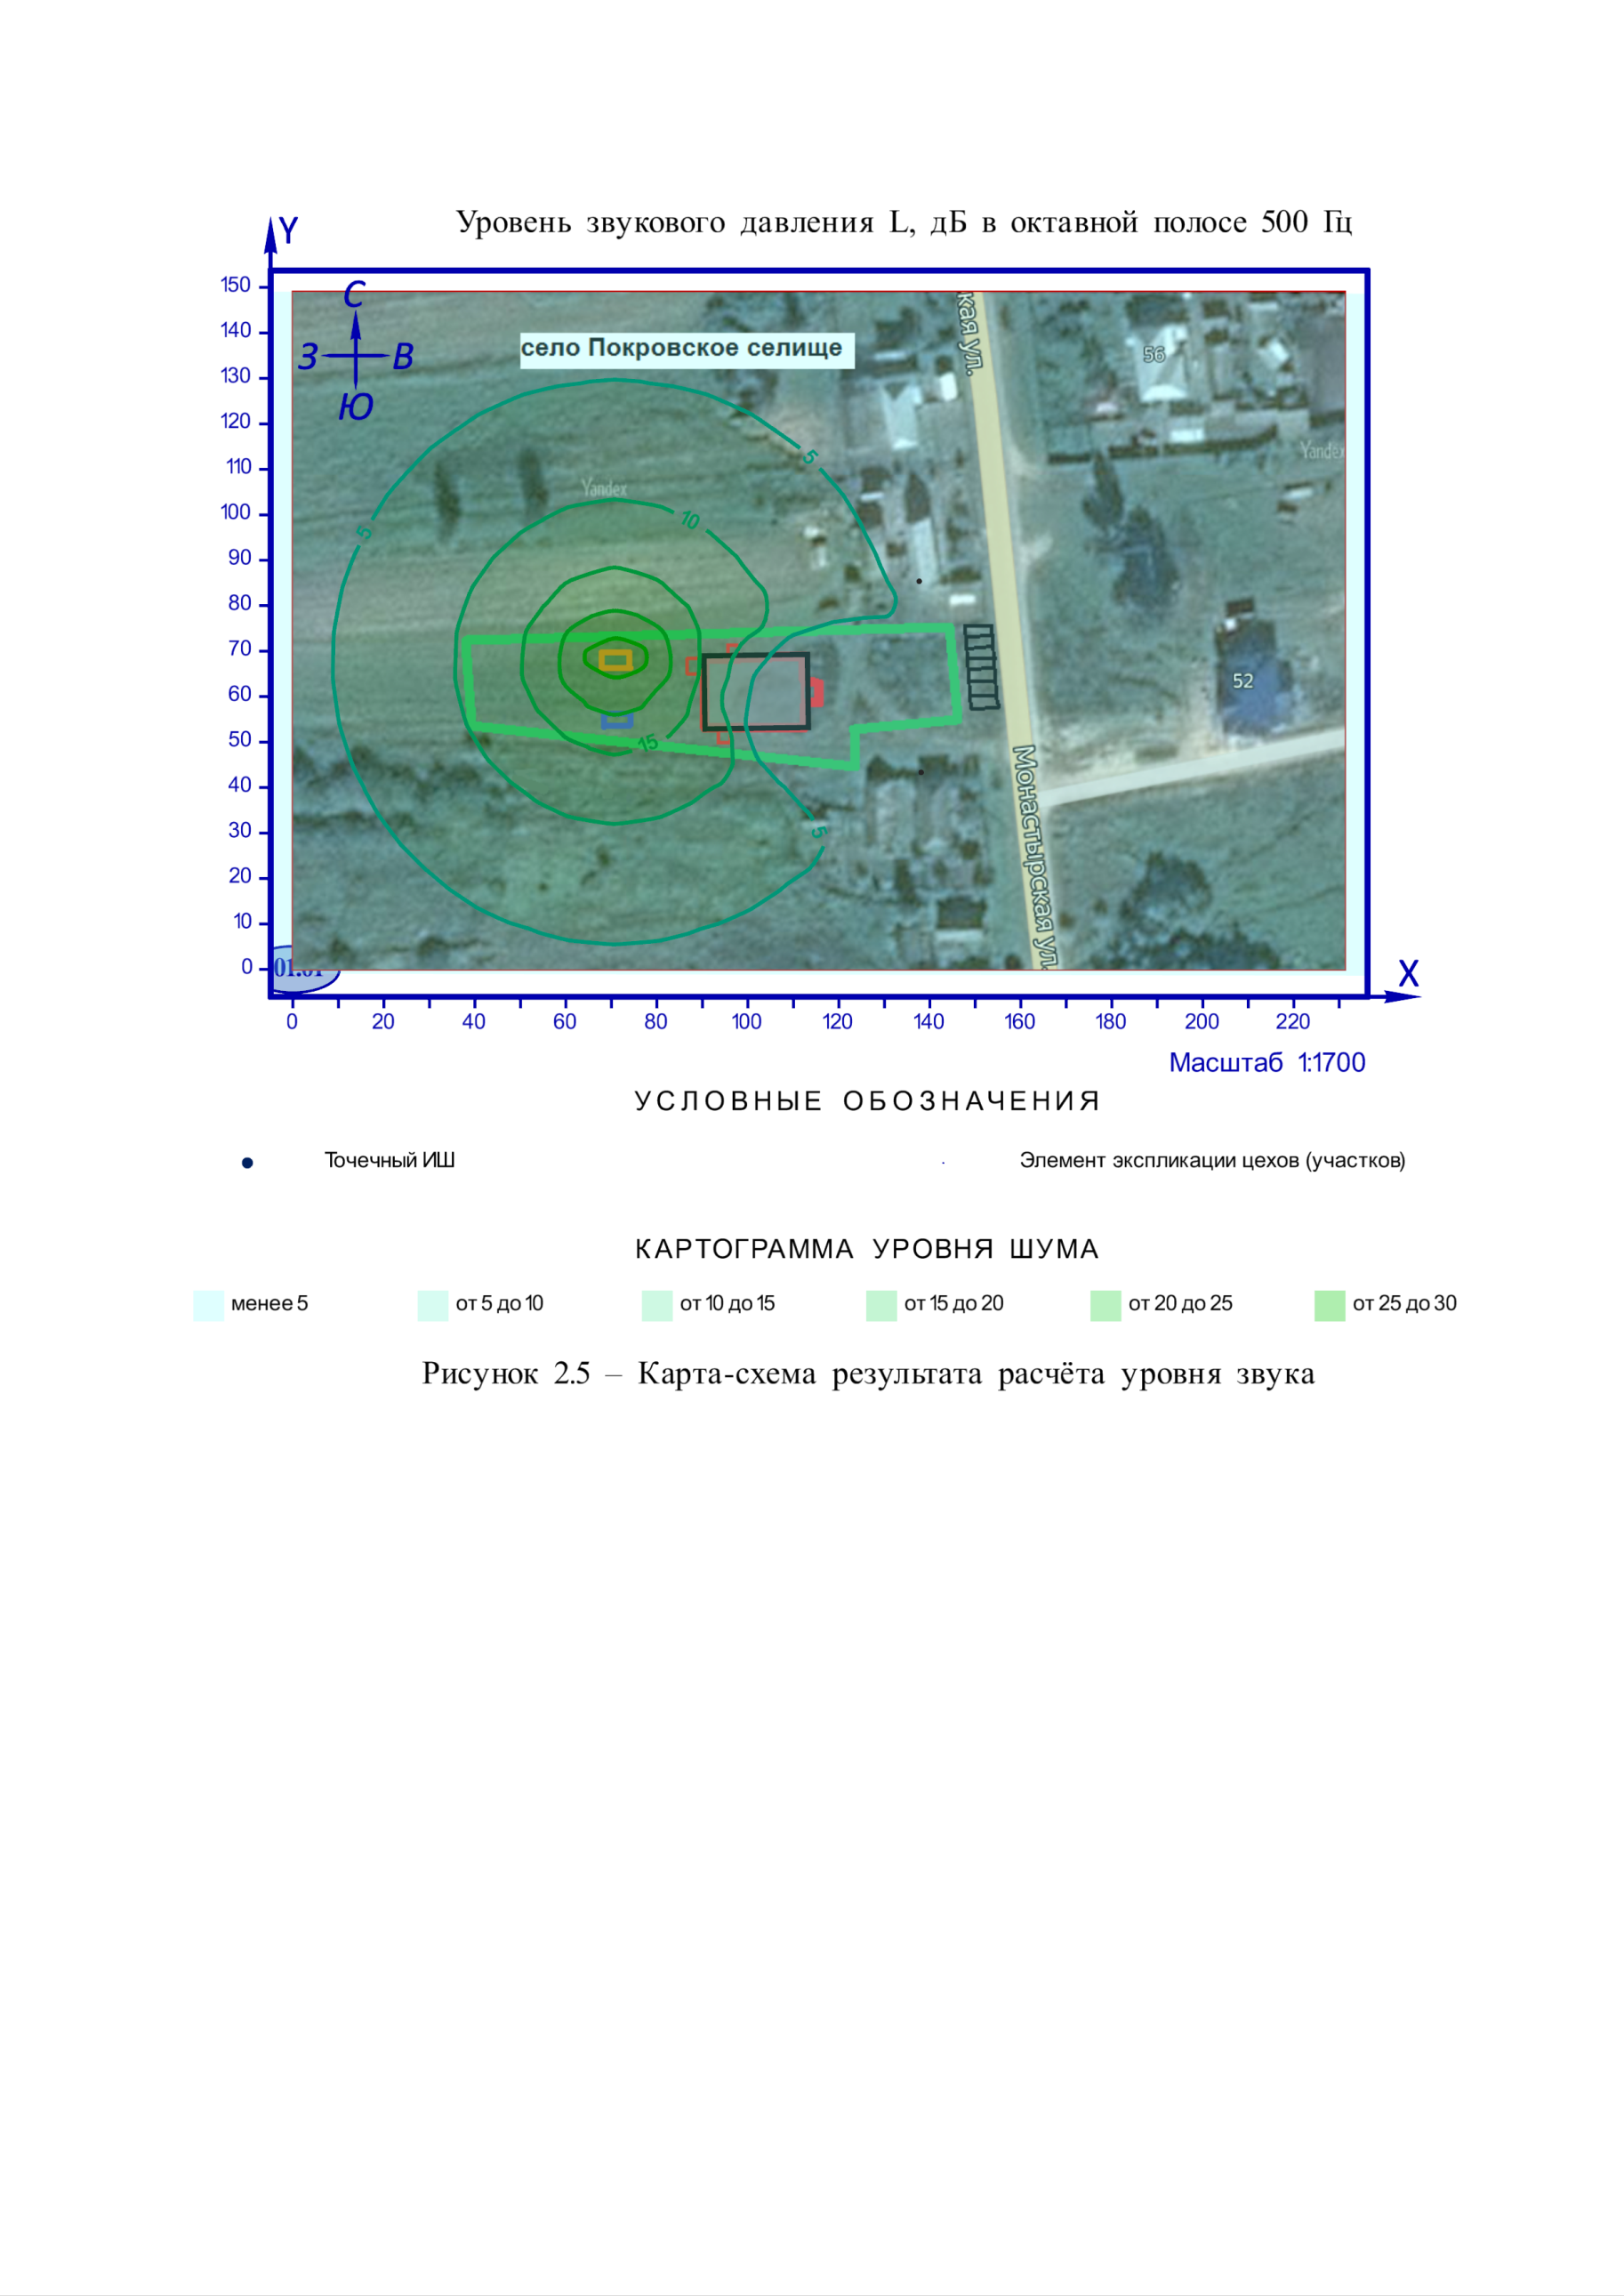 Уровень звукового давления L, дБ в октавной полосе 500 Гц
Y
150
140
130
120
110
100
90
80
70
60
50
40
30
20
10
0
С
З В
Ю
село Покровское селище
кая ул.
56
Yandex
Yandex
5
5
10
15
5
52
Монастырская ул.
01.01
X
0 20 40 60 80 100 120 140 160 180 200 220
Масштаб 1:1700
УСЛОВНЫЕ ОБОЗНАЧЕНИЯ
Точечный ИШ Элемент экспликации цехов (участков)
КАРТОГРАММА УРОВНЯ ШУМА
менее 5 от 5 до 10 от 10 до 15 от 15 до 20 от 20 до 25 от 25 до 30
Рисунок 2.5 – Карта-схема результата расчёта уровня звука